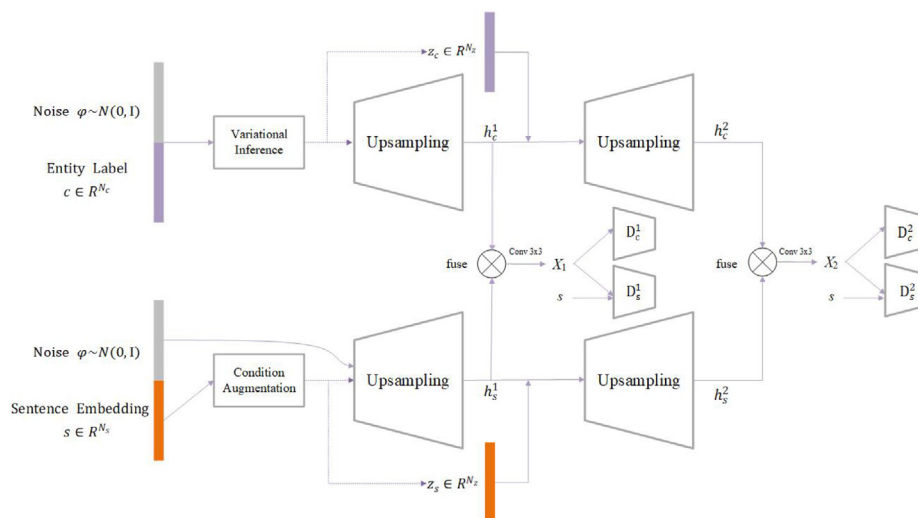 z_c ∈ R^{N_z}
Noise φ~N(0, I)
Variational
Inference
Upsampling
h_c^1
Upsampling
h_c^2
Entity Label
c ∈ R^{N_c}
D_c^1
D_c^2
fuse
Conv 3x3
X_1
fuse
Conv 3x3
X_2
s
D_s^1
s
D_s^2
Noise φ~N(0, I)
Condition
Augmentation
Upsampling
h_s^1
Upsampling
h_s^2
Sentence Embedding
s ∈ R^{N_s}
z_s ∈ R^{N_z}